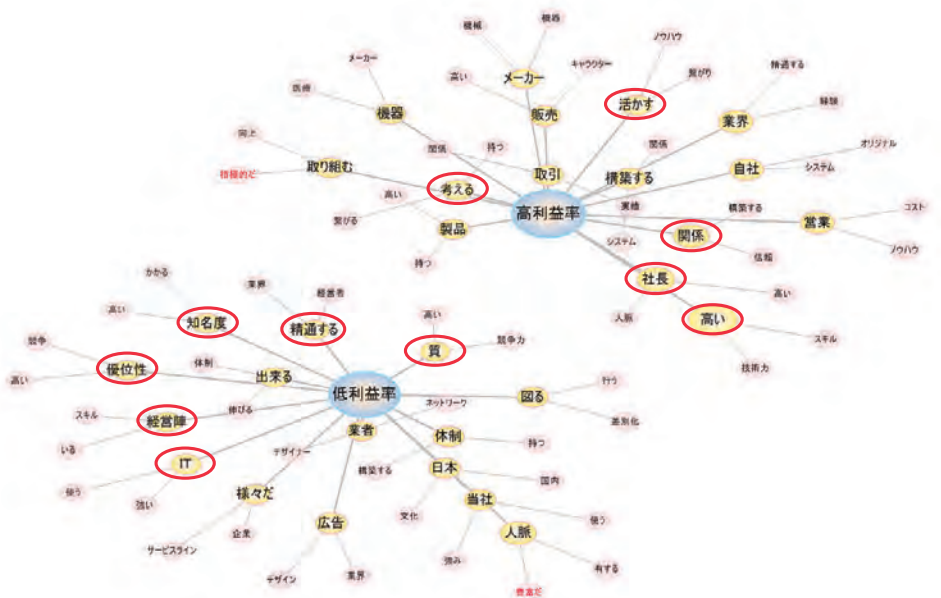 機械
機器
ノウハウ
メーカー
メーカー
高い
キャラクター
繋がり
精通する
医療
機器
販売
活かす
業界
経験
向上
関係
持つ
関係
オリジナル
積極的だ
取り組む
取引
構築する
自社
システム
考える
高い
実績
構築する
繋げる
高利益率
コスト
製品
関係
営業
持つ
システム
信頼
ノウハウ
かかる
業界
経営者
社長
高い
高い
知名度
精通する
高い
人脈
高い
スキル
競争
優位性
体制
質
競争力
技術力
高い
出来る
低利益率
ネットワーク
行う
スキル
経営陣
伸びる
図る
差別化
いる
業者
体制
持つ
IT
デザイナー
日本
使う
強い
様々だ
構築する
国内
広告
文化
当社
使う
サービスライン
企業
強み
人脈
有する
デザイン
業界
豊富だ